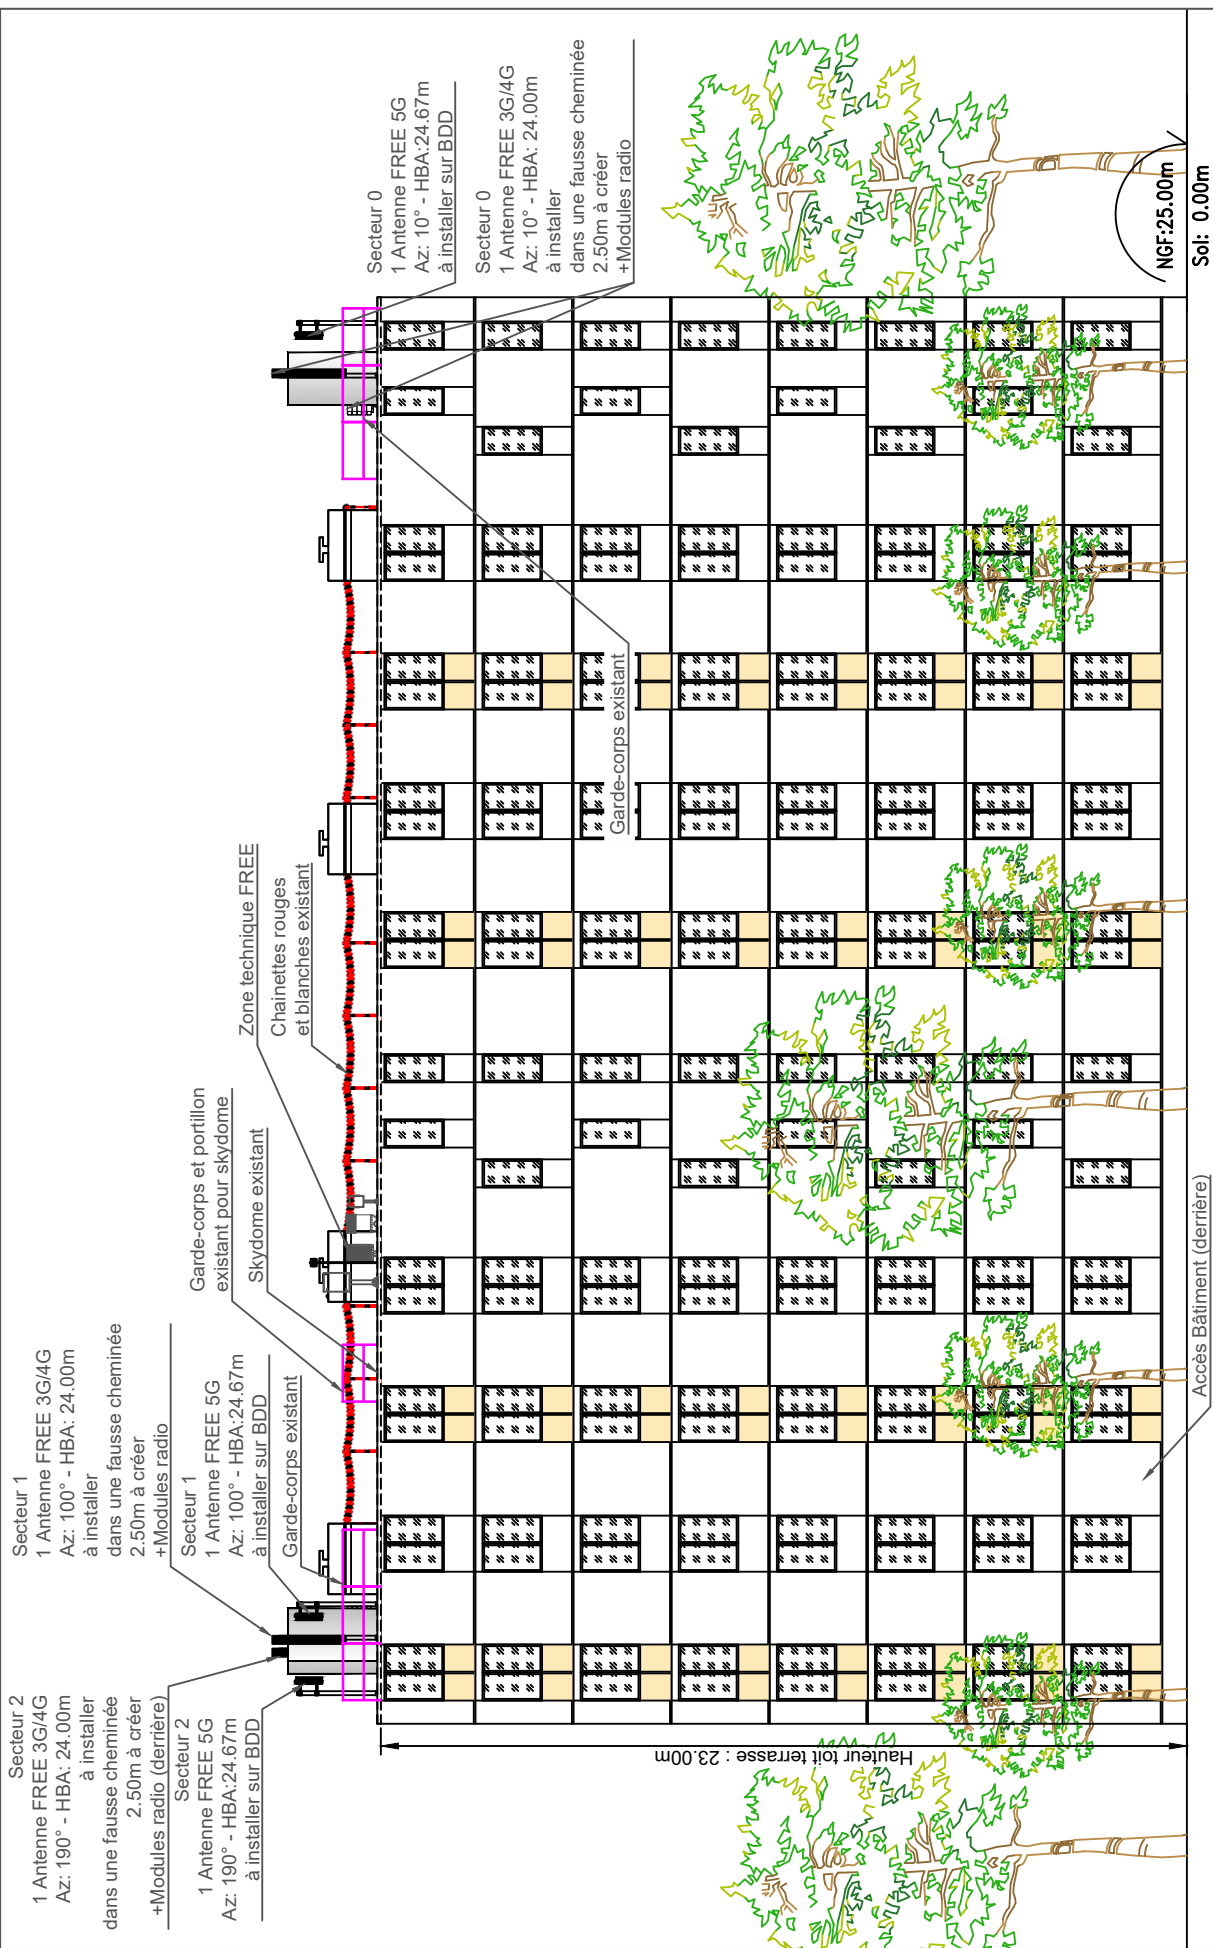 Secteur 2
1 Antenne FREE 3G/4G
Az: 190° - HBA: 24.00m
à installer
dans une fausse cheminée
2.50m à créer
+Modules radio (derrière)
Secteur 2
1 Antenne FREE 5G
Az: 190° - HBA:24.67m
à installer sur BDD
Secteur 1
1 Antenne FREE 3G/4G
Az: 100° - HBA: 24.00m
à installer
dans une fausse cheminée
2.50m à créer
+Modules radio
Secteur 1
1 Antenne FREE 5G
Az: 100° - HBA:24.67m
à installer sur BDD
Garde-corps existant
Garde-corps et portillon
existant pour skydome
Skydome existant
Zone technique FREE
Chainettes rouges
et blanches existant
Secteur 0
1 Antenne FREE 5G
Az: 10° - HBA:24.67m
à installer sur BDD
Secteur 0
1 Antenne FREE 3G/4G
Az: 10° - HBA: 24.00m
à installer
dans une fausse cheminée
2.50m à créer
+Modules radio
Garde-corps existant
Hauteur toit terrasse : 23.00m
Accès Bâtiment (derrière)
NGF:25.00m
Sol: 0.00m